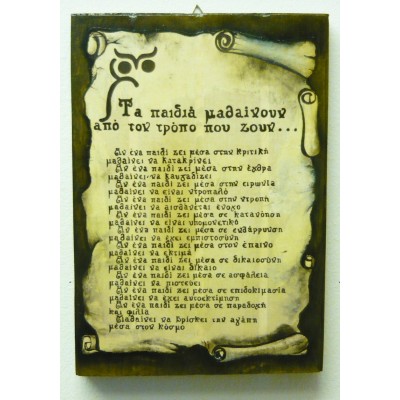 Τα παιδιά μαθαίνουν
από τον τρόπο που ζουν...
Αν ένα παιδί ζει μέσα στην Κριτική
μαθαίνει να Κατακρίνει
Αν ένα παιδί ζει μέσα στην έχθρα
μαθαίνει να καυγαδίζει
Αν ένα παιδί ζει μέσα στην ειρωνία
μαθαίνει να είναι ντροπαλό
Αν ένα παιδί ζει μέσα στην ντροπή
μαθαίνει να αισθάνεται ένοχο
Αν ένα παιδί ζει μέσα σε κατανόηση
μαθαίνει να είναι υπομονετικό
Αν ένα παιδί ζει μέσα σε ενθάρρυνση
μαθαίνει να έχει εμπιστοσύνη
Αν ένα παιδί ζει μέσα στον έπαινο
μαθαίνει να εκτιμά
Αν ένα παιδί ζει μέσα σε δικαιοσύνη
μαθαίνει να είναι δίκαιο
Αν ένα παιδί ζει μέσα σε ασφάλεια
μαθαίνει να πιστεύει
Αν ένα παιδί ζει μέσα σε επιδοκιμασία
μαθαίνει να έχει αυτοεκτίμηση
Αν ένα παιδί ζει μέσα σε παραδοχή
και φιλία
Μαθαίνει να βρίσκει την αγάπη
μέσα στον κόσμο